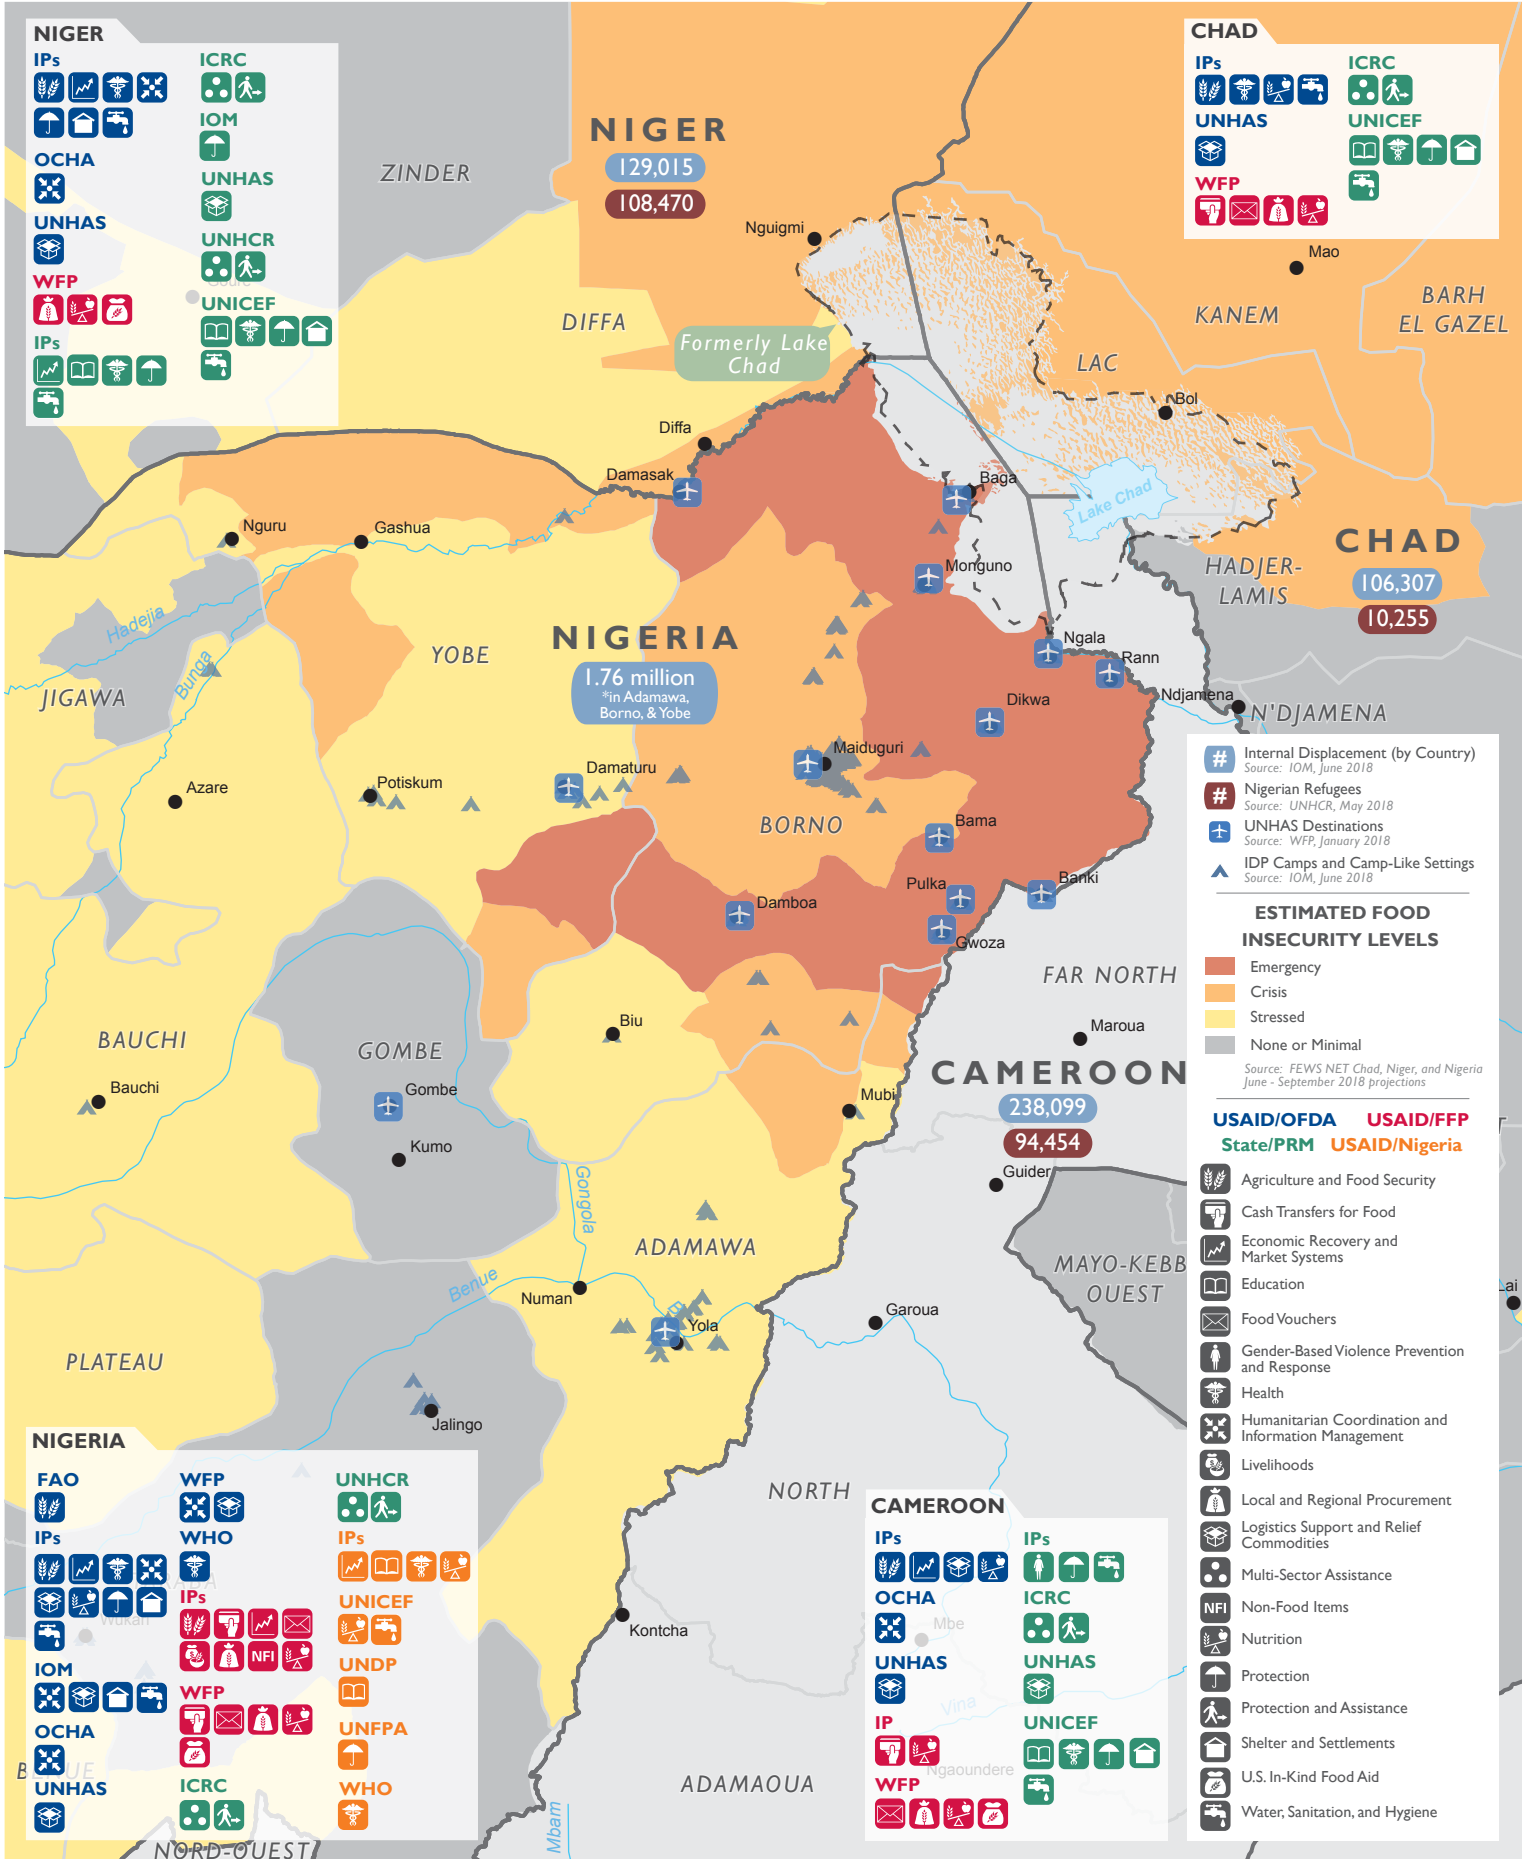 NIGER
IPs
ICRC
IOM
OCHA
UNHAS
UNHAS
UNHCR
WFP
UNICEF
IPs
CHAD
IPs
ICRC
UNHAS
UNICEF
WFP
NIGER
129,015
108,470
ZINDER
Nguigmi
Mao
KANEM
BARH
EL GAZEL
DIFFA
Formerly Lake
Chad
LAC
Bol
Diffa
Damasak
Baga
Lake Chad
Nguru
Gashua
CHAD
106,307
10,255
Monguno
HADJER-
LAMIS
Hadejia
Bunga
YOBE
NIGERIA
1.76 million
*in Adamawa,
Borno, & Yobe
Ngala
Rann
JIGAWA
Dikwa
Ndjamena
N'DJAMENA
Maiduguri
Damaturu
Potiskum
Azare
BORNO
Bama
Pulka
Banki
Damboa
Gwoza
FAR NORTH
Biu
Maroua
BAUCHI
GOMBE
CAMEROON
238,099
94,454
Bauchi
Gombe
Mubi
Kumo
Guider
Gongola
ADAMAWA
MAYO-KEBB
OUEST
Benue
Numan
Lai
Yola
Garoua
PLATEAU
Jalingo
NORTH
Kontcha
Wukari
Mbe
Vina
Ngaoundere
ADAMAOUA
Mbam
NORD-OUEST
# Internal Displacement (by Country)
Source: IOM, June 2018
# Nigerian Refugees
Source: UNHCR, May 2018
UNHAS Destinations
Source: WFP, January 2018
IDP Camps and Camp-Like Settings
Source: IOM, June 2018
ESTIMATED FOOD
INSECURITY LEVELS
Emergency
Crisis
Stressed
None or Minimal
Source: FEWS NET Chad, Niger, and Nigeria
June - September 2018 projections
USAID/OFDA USAID/FFP
State/PRM USAID/Nigeria
Agriculture and Food Security
Cash Transfers for Food
Economic Recovery and
Market Systems
Education
Food Vouchers
Gender-Based Violence Prevention
and Response
Health
Humanitarian Coordination and
Information Management
Livelihoods
Local and Regional Procurement
Logistics Support and Relief
Commodities
Multi-Sector Assistance
NFI Non-Food Items
Nutrition
Protection
Protection and Assistance
Shelter and Settlements
U.S. In-Kind Food Aid
Water, Sanitation, and Hygiene
NIGERIA
FAO
IPs
IOM
OCHA
UNHAS
WFP
WHO
IPs
NFI
WFP
ICRC
UNHCR
IPs
UNICEF
UNDP
UNFPA
WHO
CAMEROON
IPs
OCHA
UNHAS
IP
WFP
IPs
ICRC
UNHAS
UNICEF